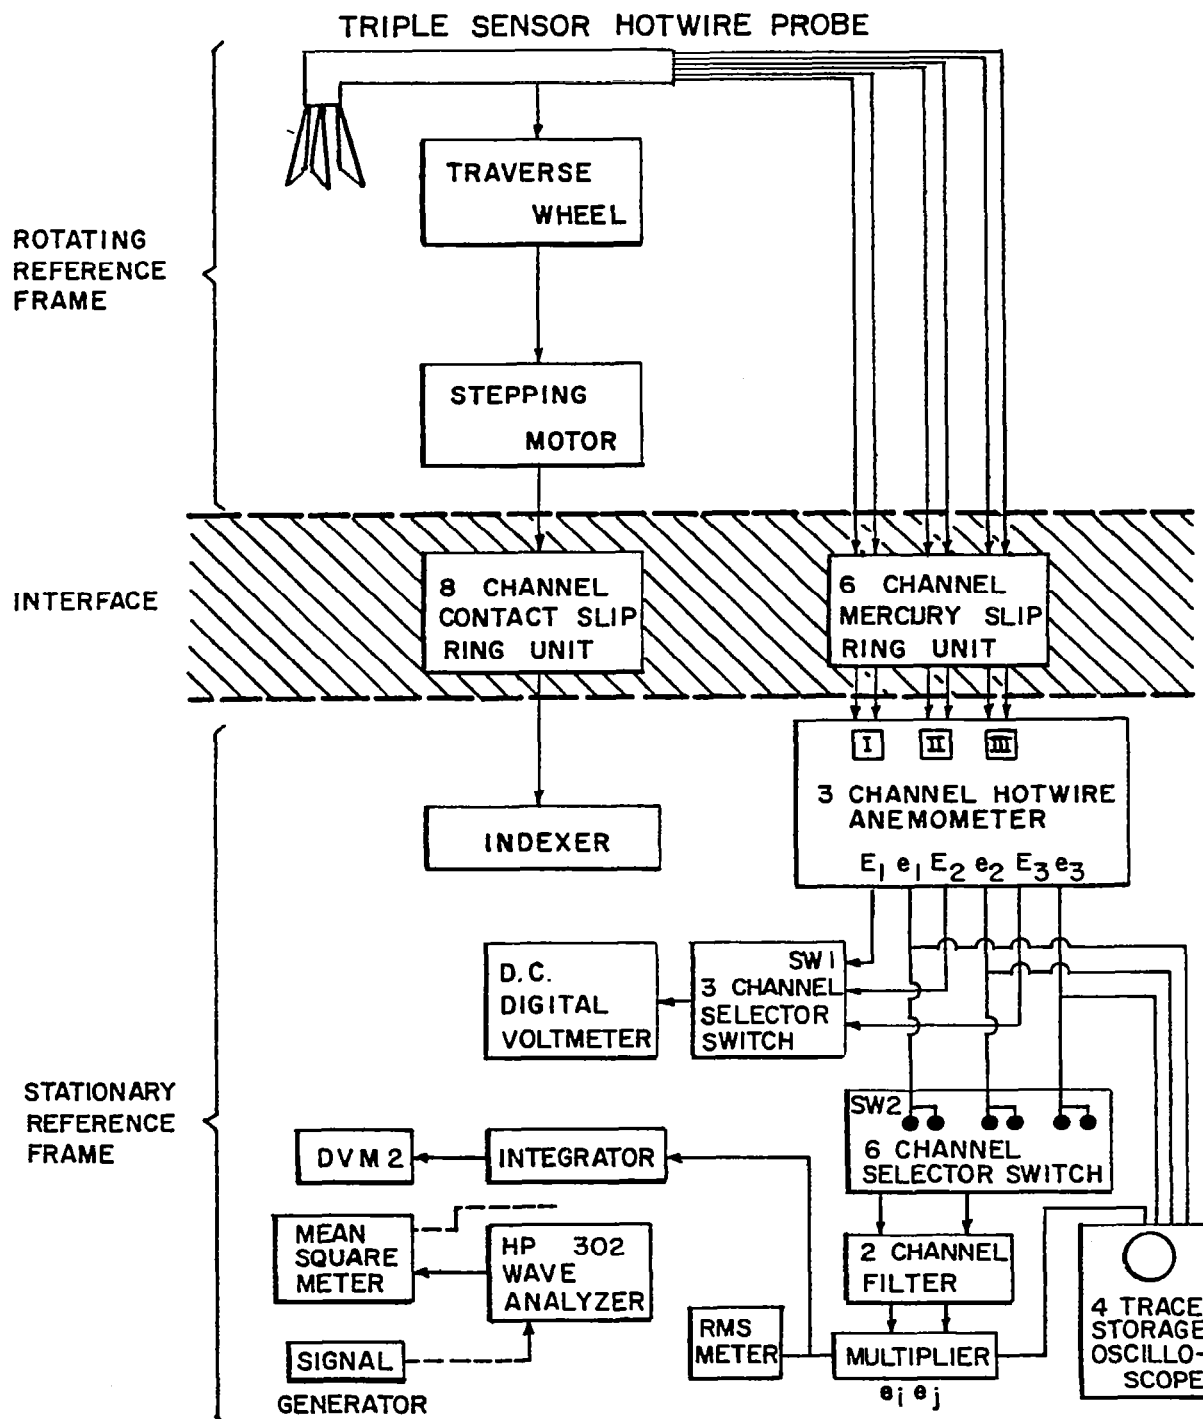 TRIPLE SENSOR HOTWIRE PROBE
TRAVERSE
WHEEL
ROTATING
REFERENCE
FRAME
STEPPING
MOTOR
INTERFACE
8 CHANNEL
CONTACT SLIP
RING UNIT
6 CHANNEL
MERCURY SLIP
RING UNIT
I II III
3 CHANNEL HOTWIRE
ANEMOMETER
E1 e1 E2 e2 E3 e3
INDEXER
D.C.
DIGITAL
VOLTMETER
SW1
3 CHANNEL
SELECTOR
SWITCH
STATIONARY
REFERENCE
FRAME
SW2
6 CHANNEL
SELECTOR SWITCH
DVM2
INTEGRATOR
MEAN
SQUARE
METER
HP 302
WAVE
ANALYZER
2 CHANNEL
FILTER
SIGNAL
GENERATOR
RMS
METER
MULTIPLIER
ei ej
4 TRACE
STORAGE
OSCILLO-
SCOPE